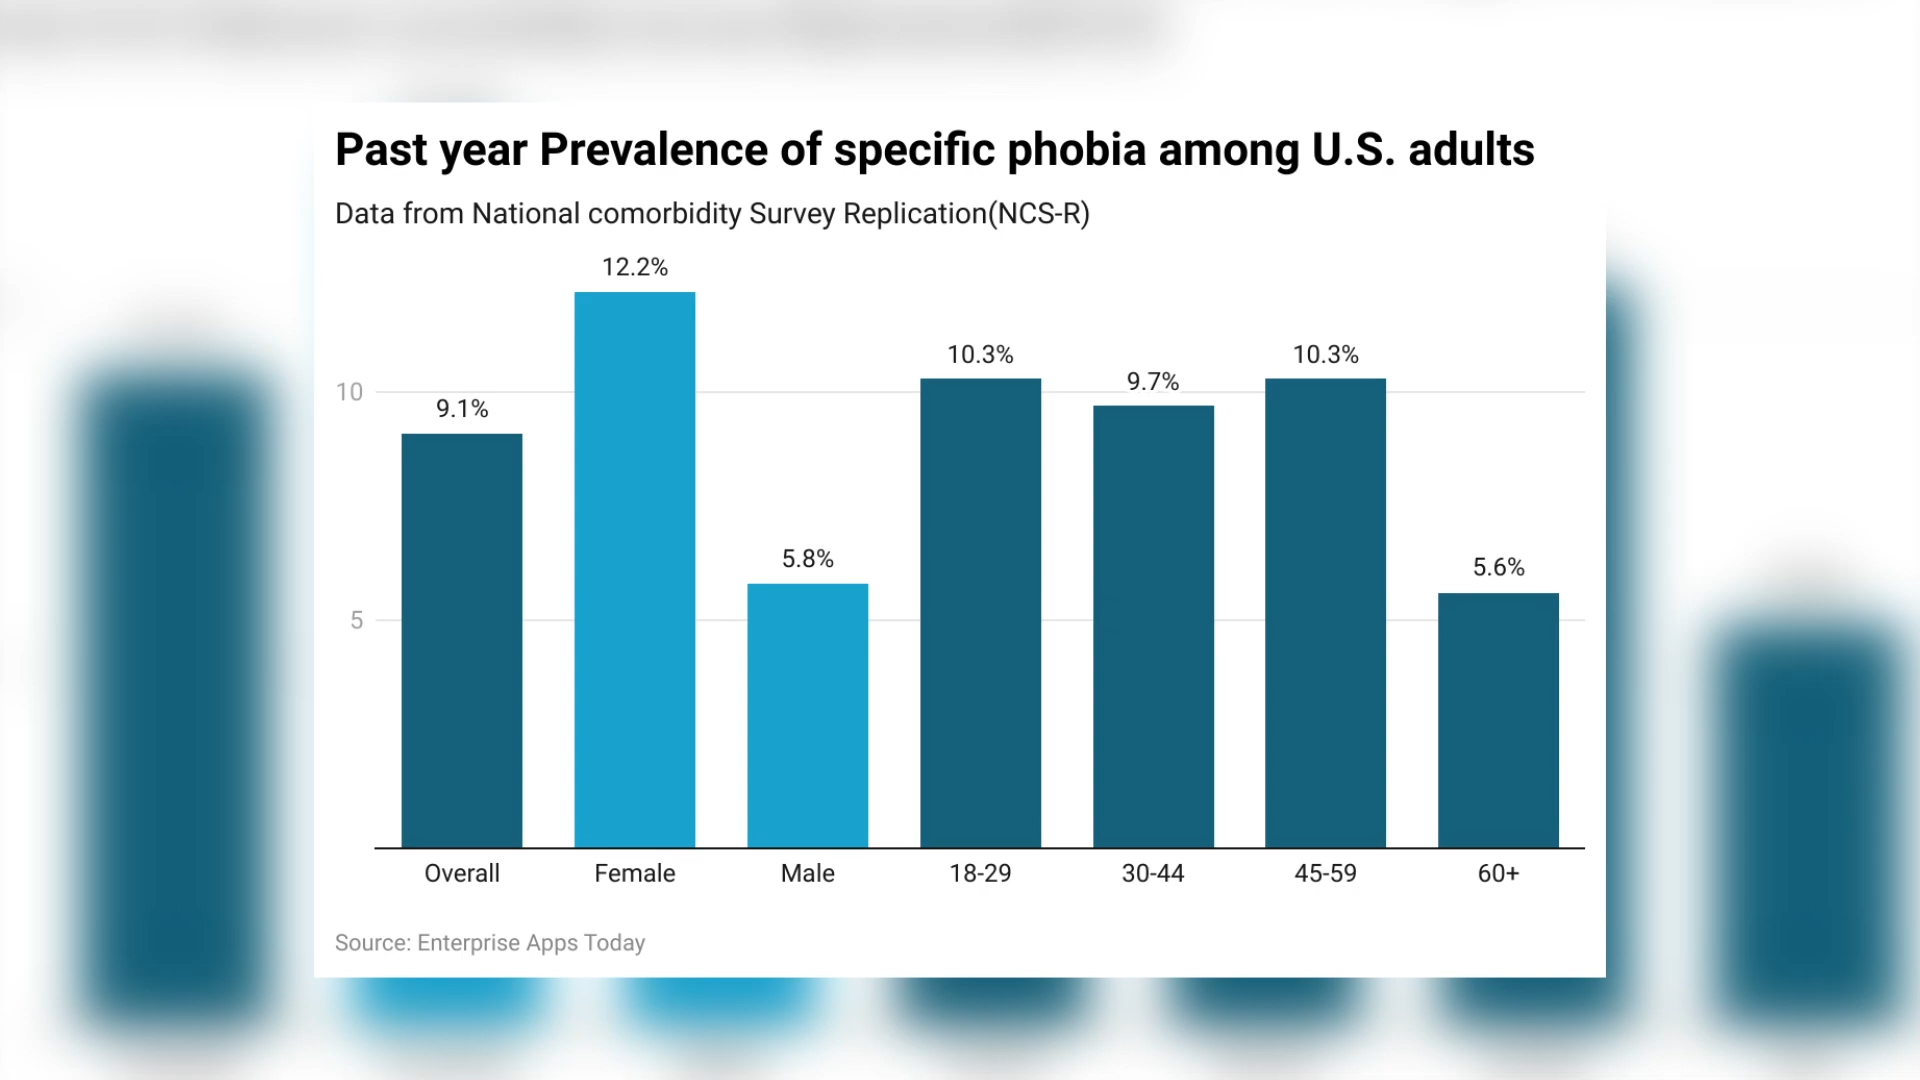 Past year Prevalence of specific phobia among U.S. adults
Data from National comorbidity Survey Replication(NCS-R)
12.2%
10.3%
10.3%
9.7%
10
9.1%
5.8%
5.6%
5
Overall
Female
Male
18-29
30-44
45-59
60+
Source: Enterprise Apps Today